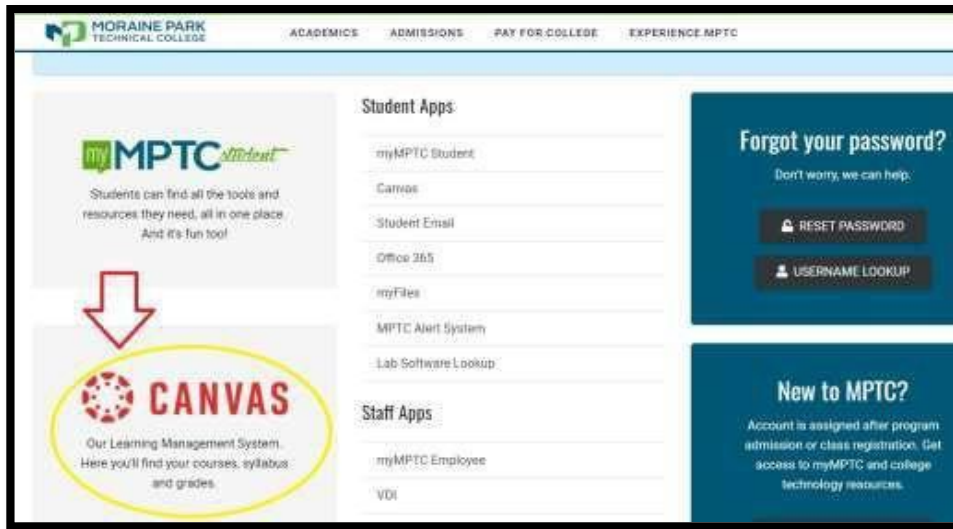 MORAINE PARK
TECHNICAL COLLEGE
ACADEMICS ADMISSIONS PAY FOR COLLEGE EXPERIENCE MPTC
my MPTC student
Students can find all the tools and
resources they need, all in one place.
And it's fun too!
CANVAS
Our Learning Management System.
Here you'll find your courses, syllabus
and grades.
Student Apps
myMPTC Student
Canvas
Student Email
Office 365
myFiles
MPTC Alert System
Lab Software Lookup
Staff Apps
myMPTC Employee
VDI
Forgot your password?
Don't worry, we can help.
RESET PASSWORD
USERNAME LOOKUP
New to MPTC?
Account is assigned after program
admission or class registration. Get
access to myMPTC and college
technology resources.